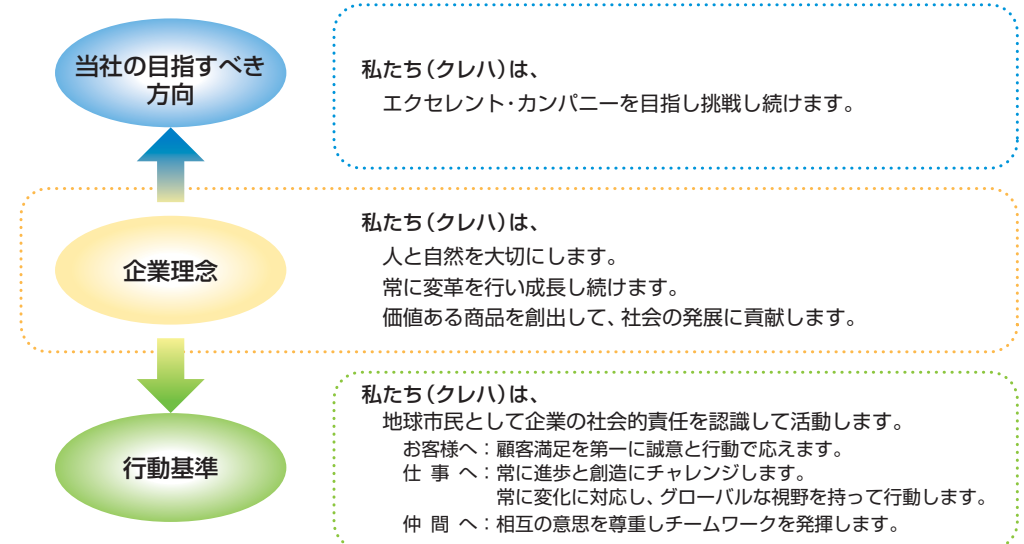 当社の目指すべき
方向
私たち(クレハ)は、
エクセレント・カンパニーを目指し挑戦し続けます。
企業理念
私たち(クレハ)は、
人と自然を大切にします。
常に変革を行い成長し続けます。
価値ある商品を創出して、社会の発展に貢献します。
行動基準
私たち(クレハ)は、
地球市民として企業の社会的責任を認識して活動します。
お客様へ:顧客満足を第一に誠意と行動で応えます。
仕 事 へ:常に進歩と創造にチャレンジします。
常に変化に対応し、グローバルな視野を持って行動します。
仲 間 へ:相互の意思を尊重しチームワークを発揮します。